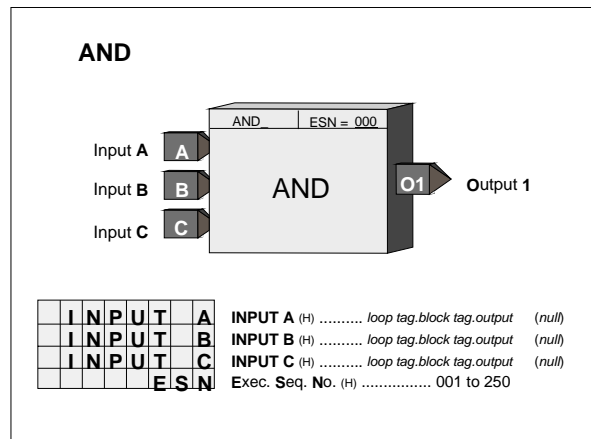 AND
AND_ ESN = 000
Input A A
Input B B
Input C C
AND
O1 Output 1
INPUT A INPUT A (H) .......... loop tag.block tag.output (null)
INPUT B INPUT B (H) .......... loop tag.block tag.output (null)
INPUT C INPUT C (H) .......... loop tag.block tag.output (null)
ESN Exec. Seq. No. (H) ................ 001 to 250